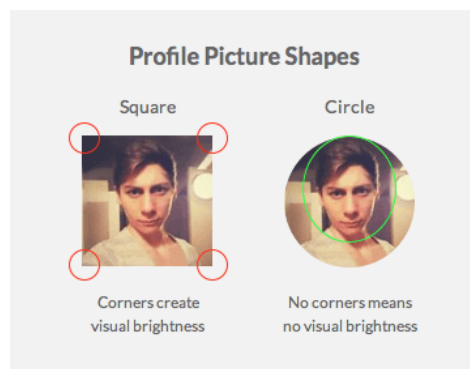 Profile Picture Shapes
Square
Circle
Corners create
visual brightness
No corners means
no visual brightness